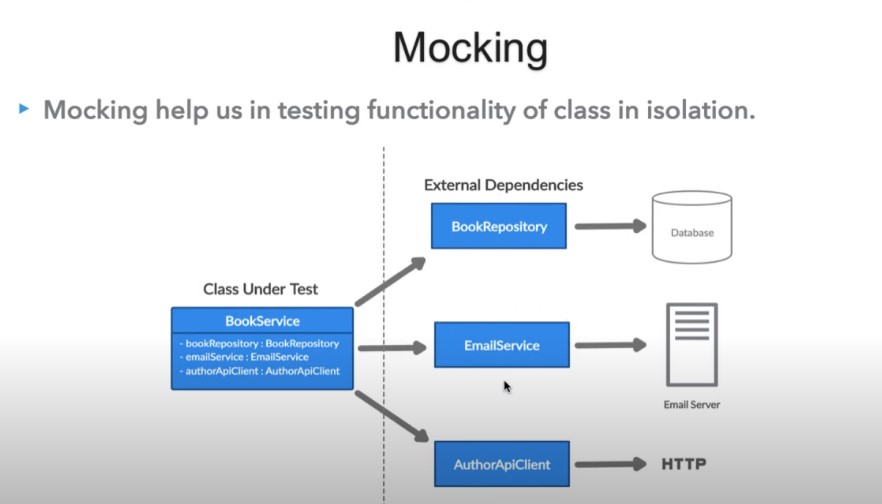 Mocking
Mocking help us in testing functionality of class in isolation.
External Dependencies
BookRepository
Database
Class Under Test
BookService
- bookRepository : BookRepository
- emailService : EmailService
- authorApiClient : AuthorApiClient
EmailService
Email Server
AuthorApiClient
HTTP